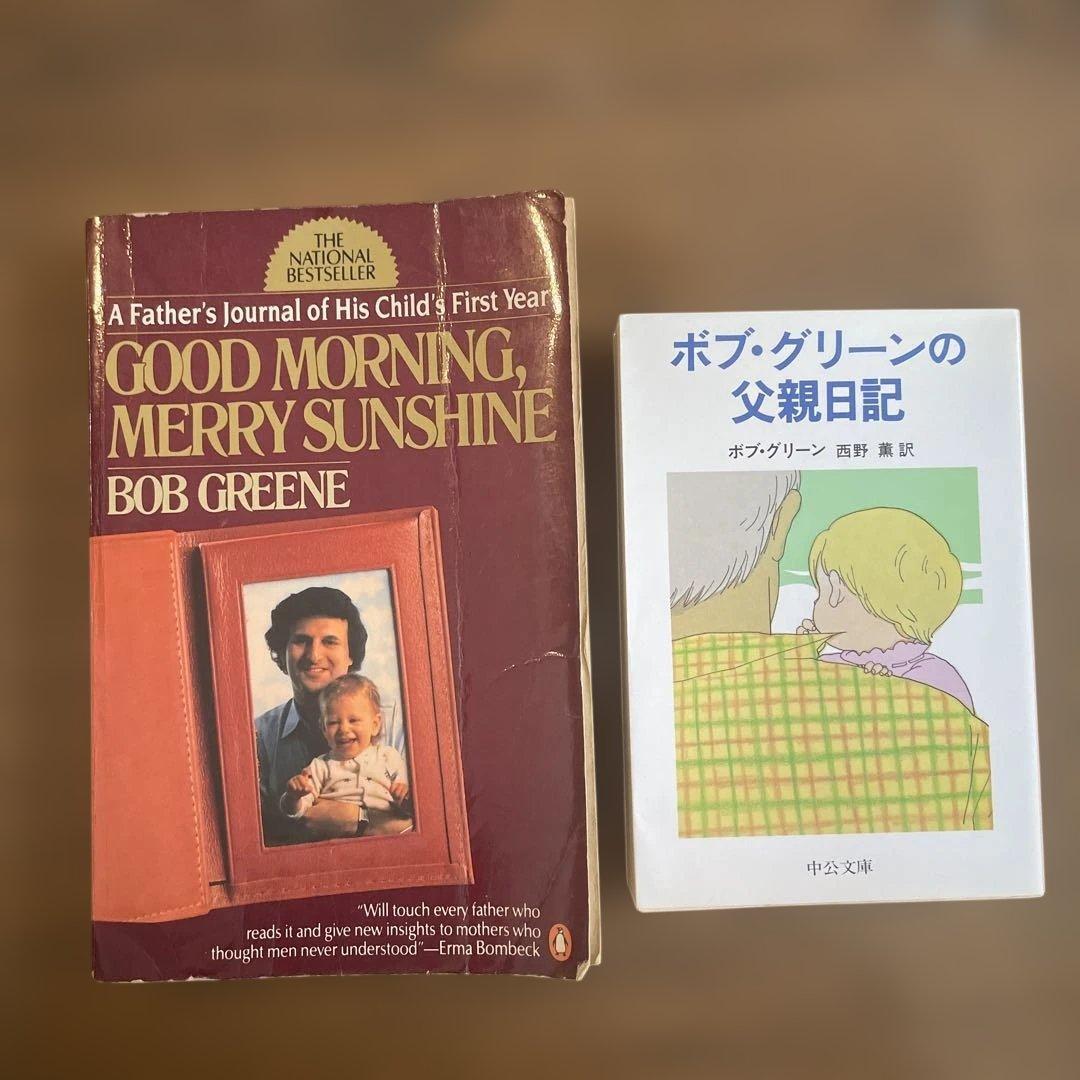 THE
NATIONAL
BESTSELLER
A Father's Journal of His Child's First Year
GOOD MORNING,
MERRY SUNSHINE
BOB GREENE
"Will touch every father who
reads it and give new insights to mothers who
thought men never understood"—Erma Bombeck
ボブ・グリーンの
父親日記
ボブ・グリーン 西野 薫 訳
中公文庫